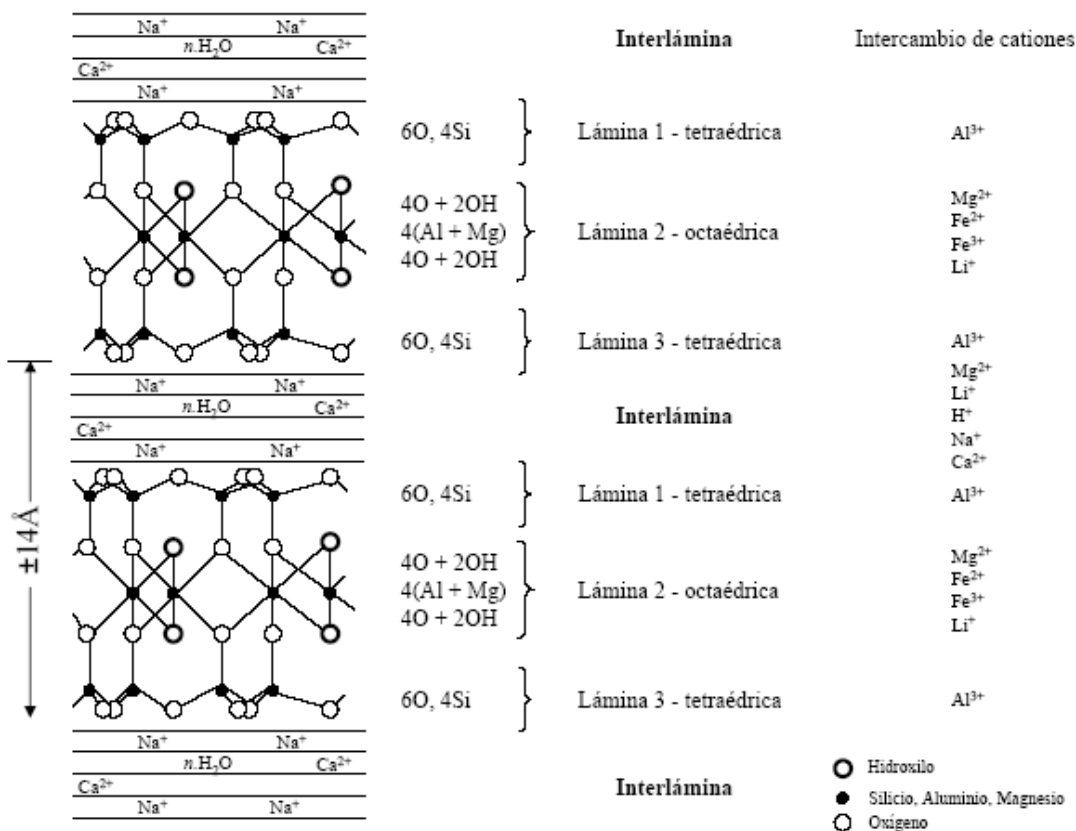 Na⁺ Na⁺ Interlámina Intercambio de cationes
n.H₂O Ca²⁺
Ca²⁺
Na⁺ Na⁺
6O, 4Si Lámina 1 - tetraédrica Al³⁺
4O + 2OH Mg²⁺
4(Al + Mg) Lámina 2 - octaédrica Fe²⁺
4O + 2OH Fe³⁺
Li⁺
6O, 4Si Lámina 3 - tetraédrica Al³⁺
Na⁺ Na⁺ Mg²⁺
n.H₂O Ca²⁺ Li⁺
Ca²⁺ Interlámina H⁺
Na⁺ Na⁺ Na⁺
Ca²⁺
6O, 4Si Lámina 1 - tetraédrica Al³⁺
±14Å
4O + 2OH Mg²⁺
4(Al + Mg) Lámina 2 - octaédrica Fe²⁺
4O + 2OH Fe³⁺
Li⁺
6O, 4Si Lámina 3 - tetraédrica Al³⁺
Na⁺ Na⁺
n.H₂O Ca²⁺
Ca²⁺ Interlámina
Na⁺ Na⁺
Hidroxilo
Silicio, Aluminio, Magnesio
Oxígeno